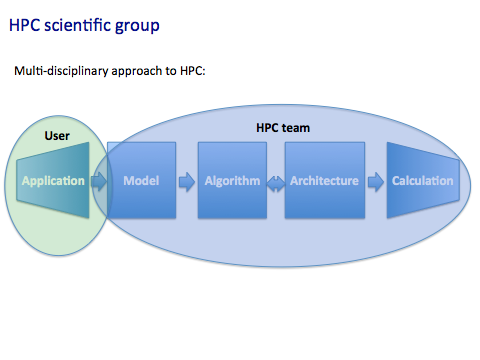 HPC scientific group
Multi-disciplinary approach to HPC:
User
HPC team
Application
Model
Algorithm
Architecture
Calculation